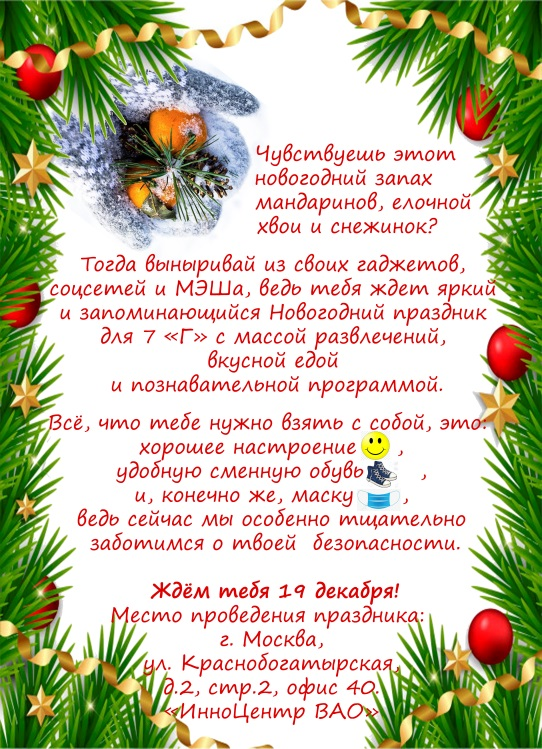 Чувствуешь этот
новогодний запах
мандаринов, елочной
хвои и снежинок?
Тогда выныривай из своих гаджетов,
соцсетей и МЭШа, ведь тебя ждет яркий
и запоминающийся Новогодний праздник
для 7 «Г» с массой развлечений,
вкусной едой
и познавательной программой.
Всё, что тебе нужно взять с собой, это:
хорошее настроение ,
удобную сменную обувь ,
и, конечно же, маску ,
ведь сейчас мы особенно тщательно
заботимся о твоей безопасности.
Ждём тебя 19 декабря!
Место проведения праздника:
г. Москва,
ул. Краснобогатырская,
д.2, стр.2, офис 40.
«ИнноЦентр ВАО»